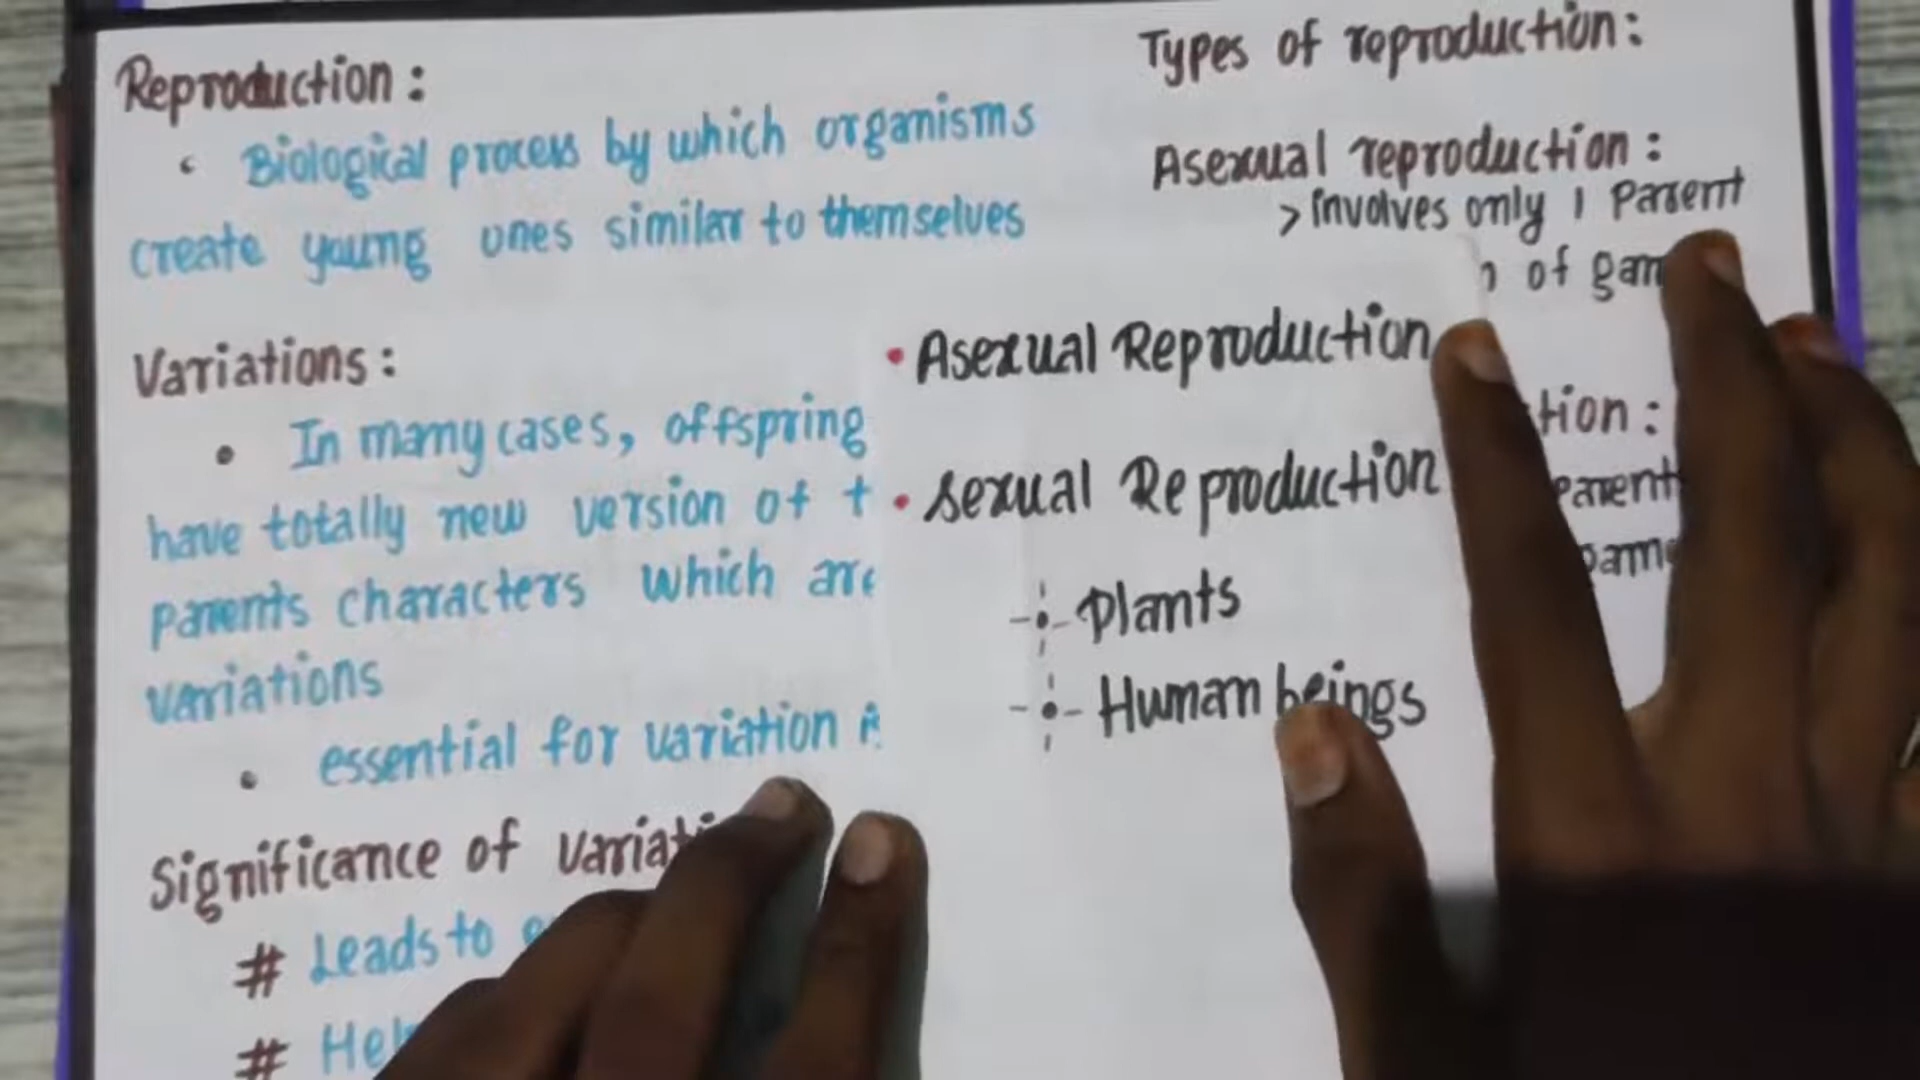 Reproduction:
• Biological process by which organisms
create young ones similar to themselves
Variations:
• In many cases, offspring
have totally new version of
parents characters which are
variations
• essential for variation
Significance of
# Leads to
#
Types of reproduction:
Asexual reproduction:
> involves only 1 Parent
of
• Asexual Reproduction
• Sexual Reproduction
Plants
Human beings